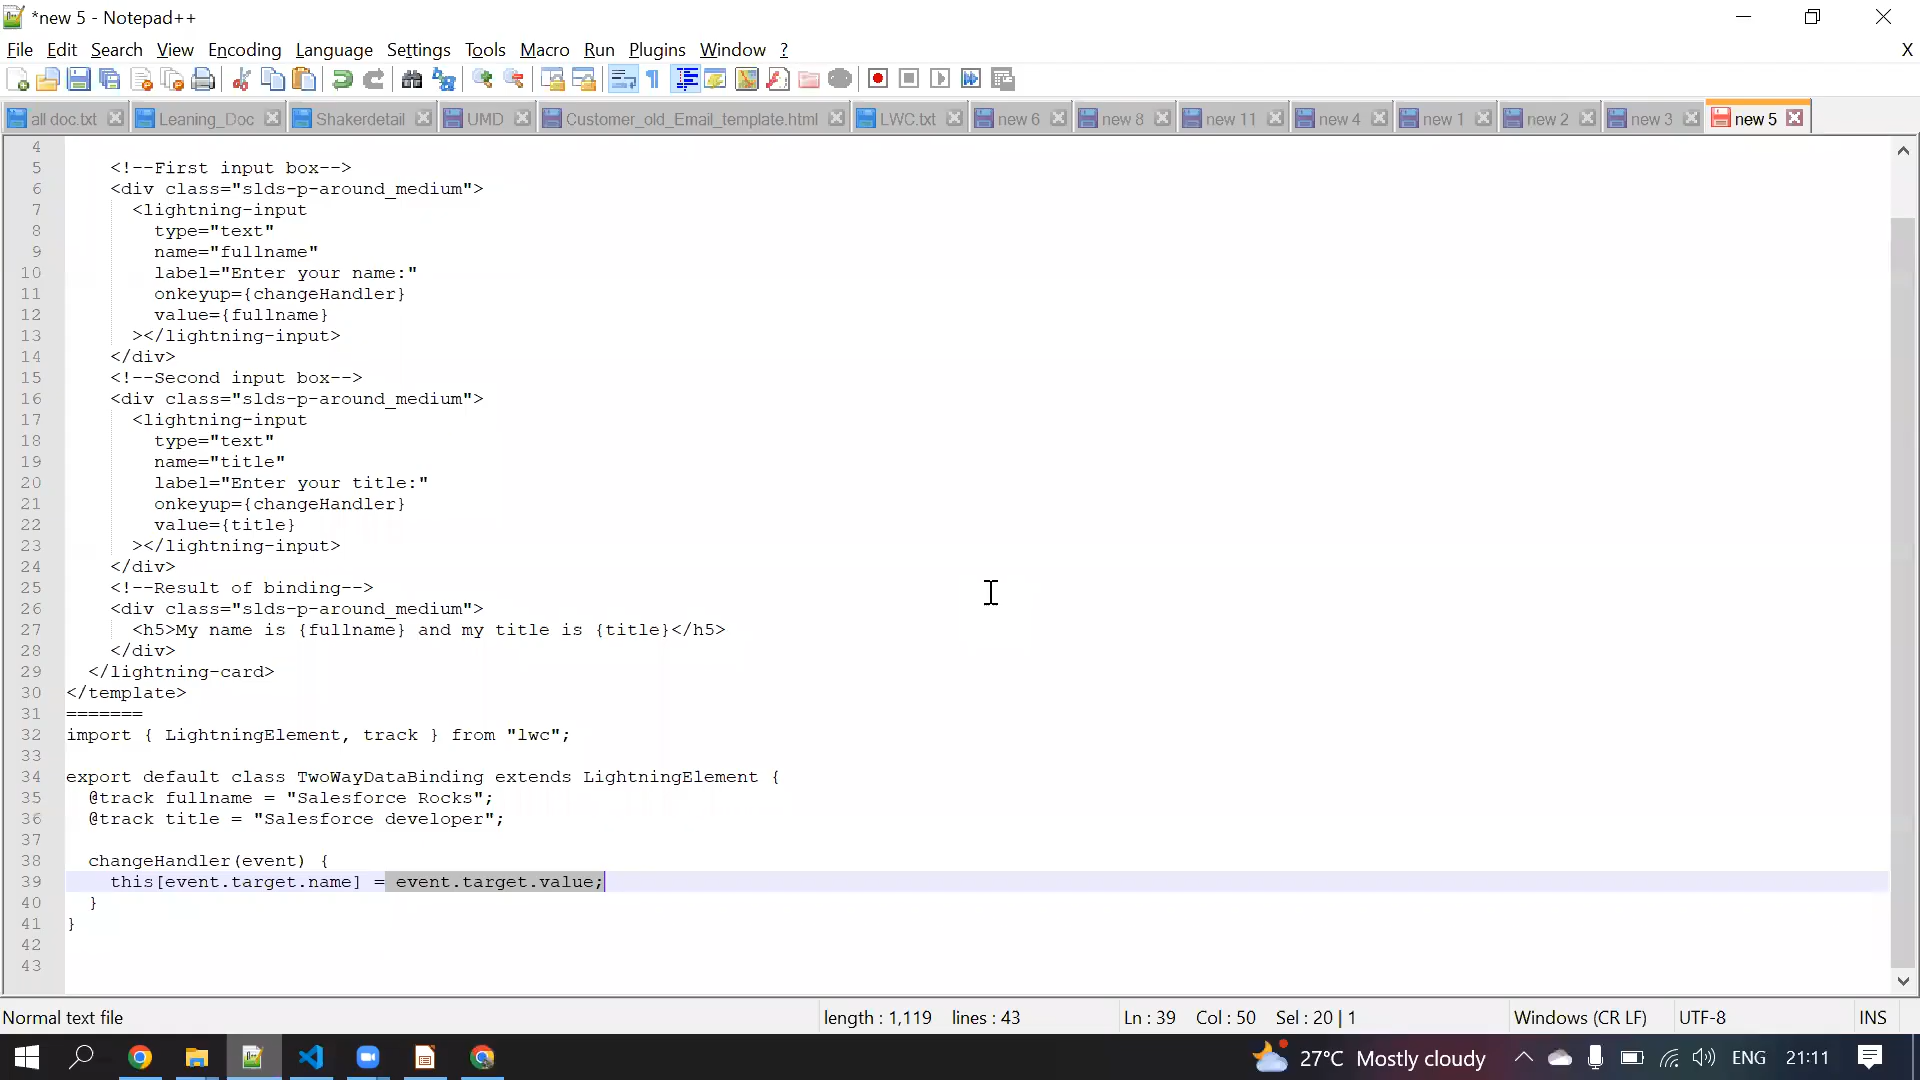 *new 5 - Notepad++
File Edit Search View Encoding Language Settings Tools Macro Run Plugins Window ? X
all doc.txt Leaning_Doc Shakerdetail UMD Customer_old_Email_template.html LWC.txt new 6 new 8 new 11 new 4 new 1 new 2 new 3 new 5
4
5 <!--First input box-->
6 <div class="slds-p-around_medium">
7 <lightning-input
8 type="text"
9 name="fullname"
10 label="Enter your name:"
11 onkeyup={changeHandler}
12 value={fullname}
13 ></lightning-input>
14 </div>
15 <!--Second input box-->
16 <div class="slds-p-around_medium">
17 <lightning-input
18 type="text"
19 name="title"
20 label="Enter your title:"
21 onkeyup={changeHandler}
22 value={title}
23 ></lightning-input>
24 </div>
25 <!--Result of binding-->
26 <div class="slds-p-around_medium">
27 <h5>My name is {fullname} and my title is {title}</h5>
28 </div>
29 </lightning-card>
30 </template>
31 =======
32 import { LightningElement, track } from "lwc";
33
34 export default class TwoWayDataBinding extends LightningElement {
35 @track fullname = "Salesforce Rocks";
36 @track title = "Salesforce developer";
37
38 changeHandler(event) {
39 this[event.target.name] = event.target.value;
40 }
41 }
42
43
Normal text file length : 1,119 lines : 43 Ln : 39 Col : 50 Sel : 20 | 1 Windows (CR LF) UTF-8 INS
27°C Mostly cloudy ENG 21:11